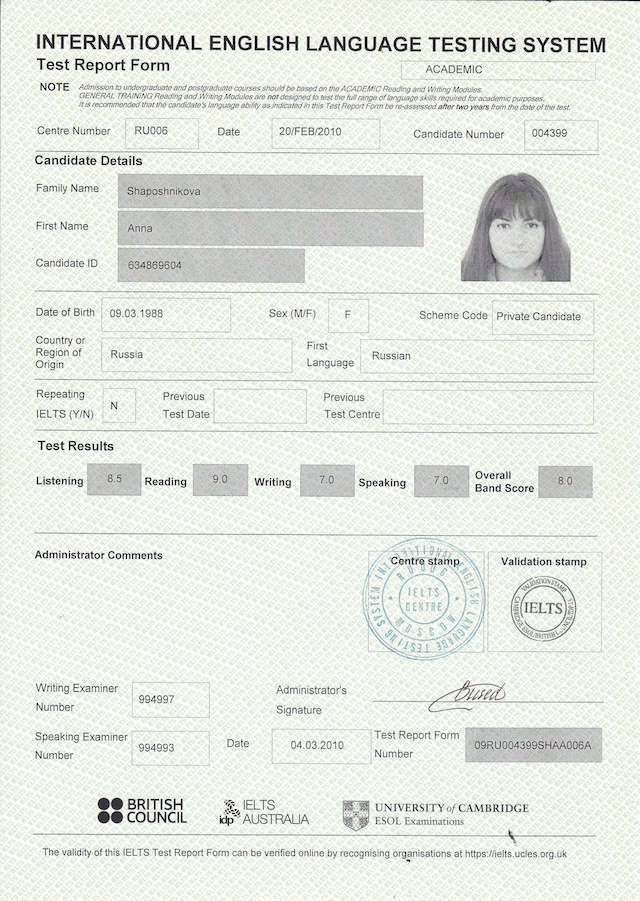 INTERNATIONAL ENGLISH LANGUAGE TESTING SYSTEM
Test Report Form
ACADEMIC
NOTE Admission to undergraduate and postgraduate courses should be based on the ACADEMIC Reading and Writing Modules.
GENERAL TRAINING Reading and Writing Modules are not designed to test the full range of language skills required for academic purposes.
It is recommended that the candidate's language ability as indicated in this Test Report Form be re-assessed after two years from the date of the test.
Centre Number RU006 Date 20/FEB/2010 Candidate Number 004399
Candidate Details
Family Name Shaposhnikova
First Name Anna
Candidate ID 634869604
Date of Birth 09.03.1988 Sex (M/F) F Scheme Code Private Candidate
Country or Region of Origin Russia First Language Russian
Repeating IELTS (Y/N) N Previous Test Date Previous Test Centre
Test Results
Listening 8.5 Reading 9.0 Writing 7.0 Speaking 7.0 Overall Band Score 8.0
Administrator Comments
Centre stamp
INTERNATIONAL ENGLISH LANGUAGE TESTING SYSTEM
RU006
IELTS
CENTRE
MOSCOW
Validation stamp
VALIDATION STAMP
IELTS
Writing Examiner Number 994997 Administrator's Signature
Speaking Examiner Number 994993 Date 04.03.2010 Test Report Form Number 09RU004399SHAA006A
BRITISH COUNCIL
idp IELTS AUSTRALIA
UNIVERSITY of CAMBRIDGE
ESOL Examinations
The validity of this IELTS Test Report Form can be verified online by recognising organisations at https://ielts.ucles.org.uk